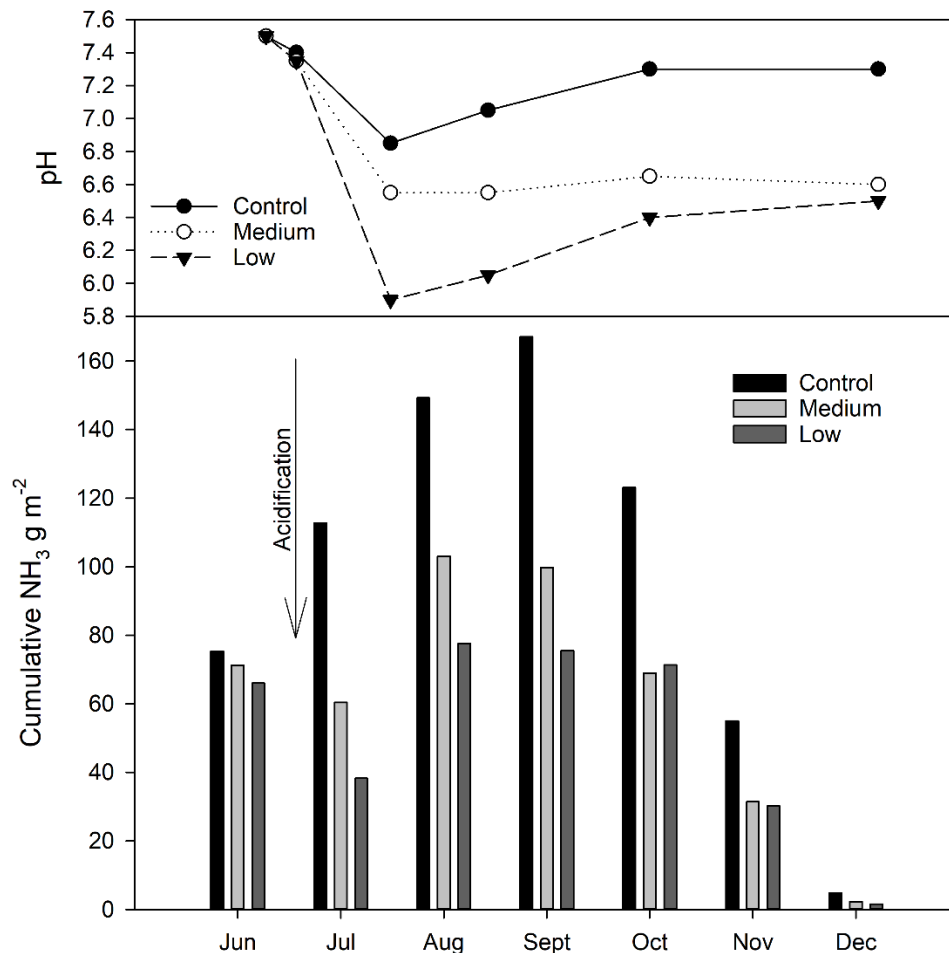 7.6
7.4
7.2
7.0
6.8
6.6
6.4
6.2
6.0
5.8
pH
Control
Medium
Low
160
140
120
100
80
60
40
20
0
Cumulative NH₃ g m⁻²
Acidification
Control
Medium
Low
Jun Jul Aug Sept Oct Nov Dec